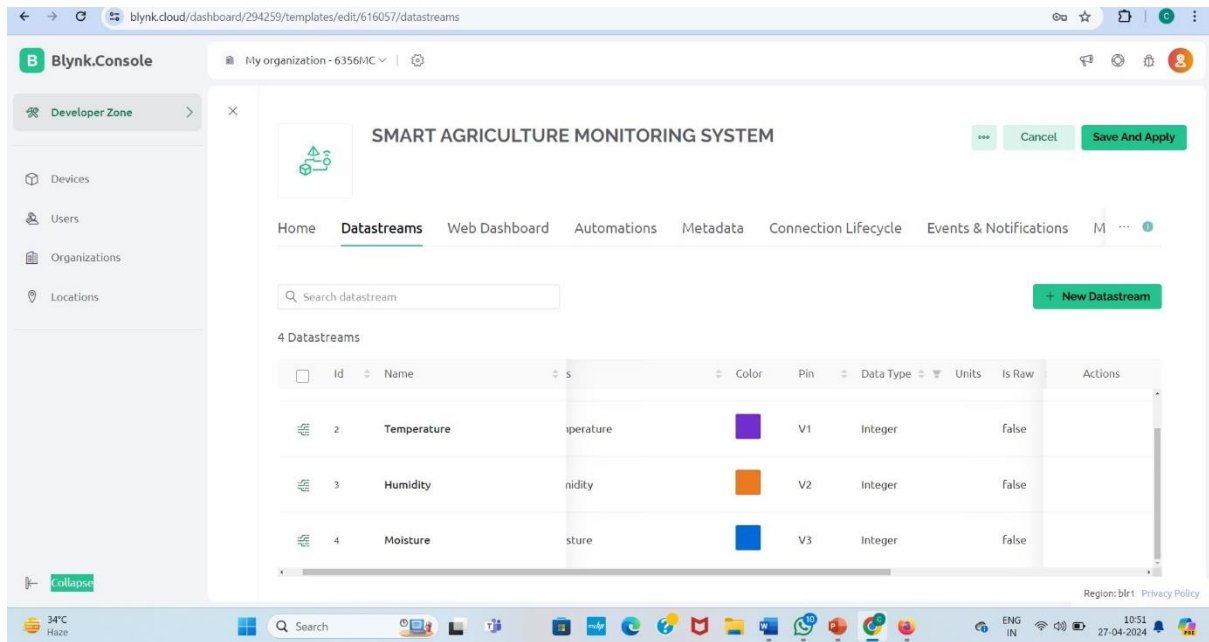 blynk.cloud/dashboard/294259/templates/edit/616057/datastreams
B Blynk.Console
My organization - 6356MC
Developer Zone
Devices
Users
Organizations
Locations
Collapse
SMART AGRICULTURE MONITORING SYSTEM
Cancel
Save And Apply
Home Datastreams Web Dashboard Automations Metadata Connection Lifecycle Events & Notifications M ...
Search datastream
+ New Datastream
4 Datastreams
Id Name s Color Pin Data Type Units Is Raw Actions
2 Temperature perature V1 Integer false
3 Humidity nidity V2 Integer false
4 Moisture sture V3 Integer false
Region: blr1 Privacy Policy
34°C
Haze
Search
ENG
IN
10:51
27-04-2024